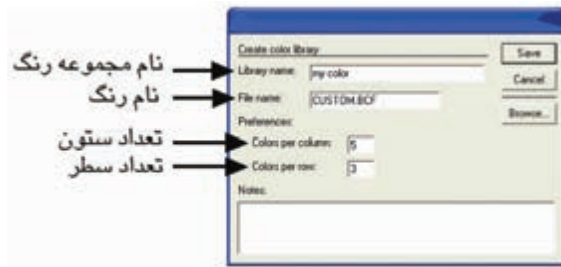 Create color library
نام مجموعه رنگ
Library name:
my color
نام رنگ
File name:
CUSTOM.BCF
Preferences:
تعداد ستون
Colors per column:
5
تعداد سطر
Colors per row:
3
Notes:
Save
Cancel
Browse...